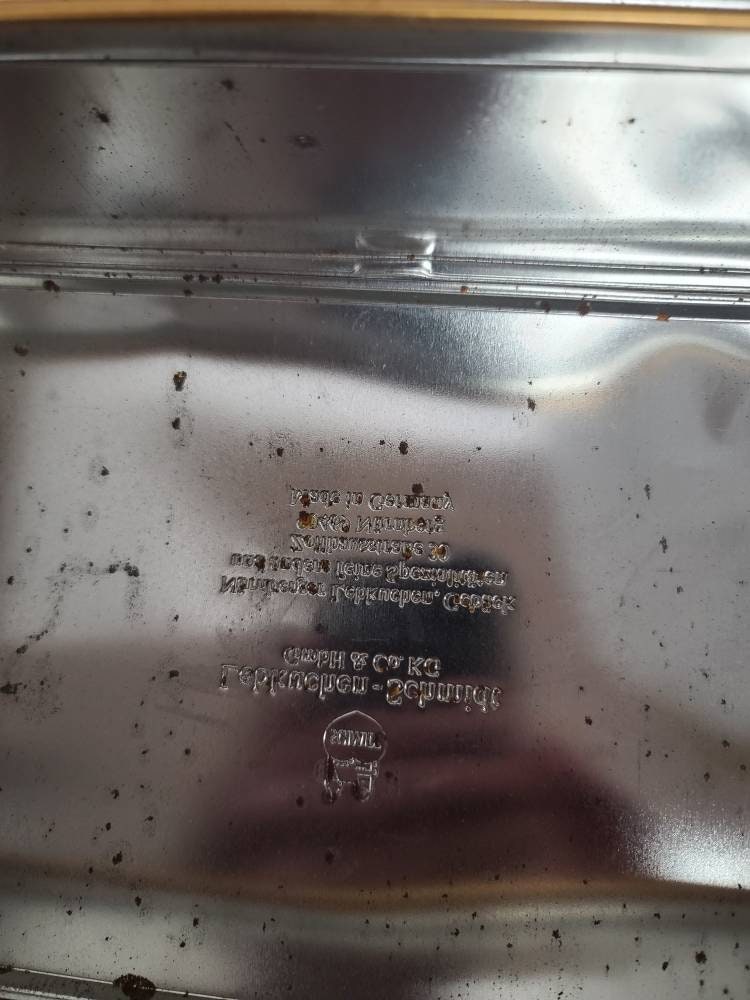 SCHMIDT
Lebkuchen - Schmidt
GmbH & Co. KG
Nürnberger Lebkuchen, Gebäck
und andere feine Spezialitäten
Zollhausstraße 30
90469 Nürnberg
Made in Germany